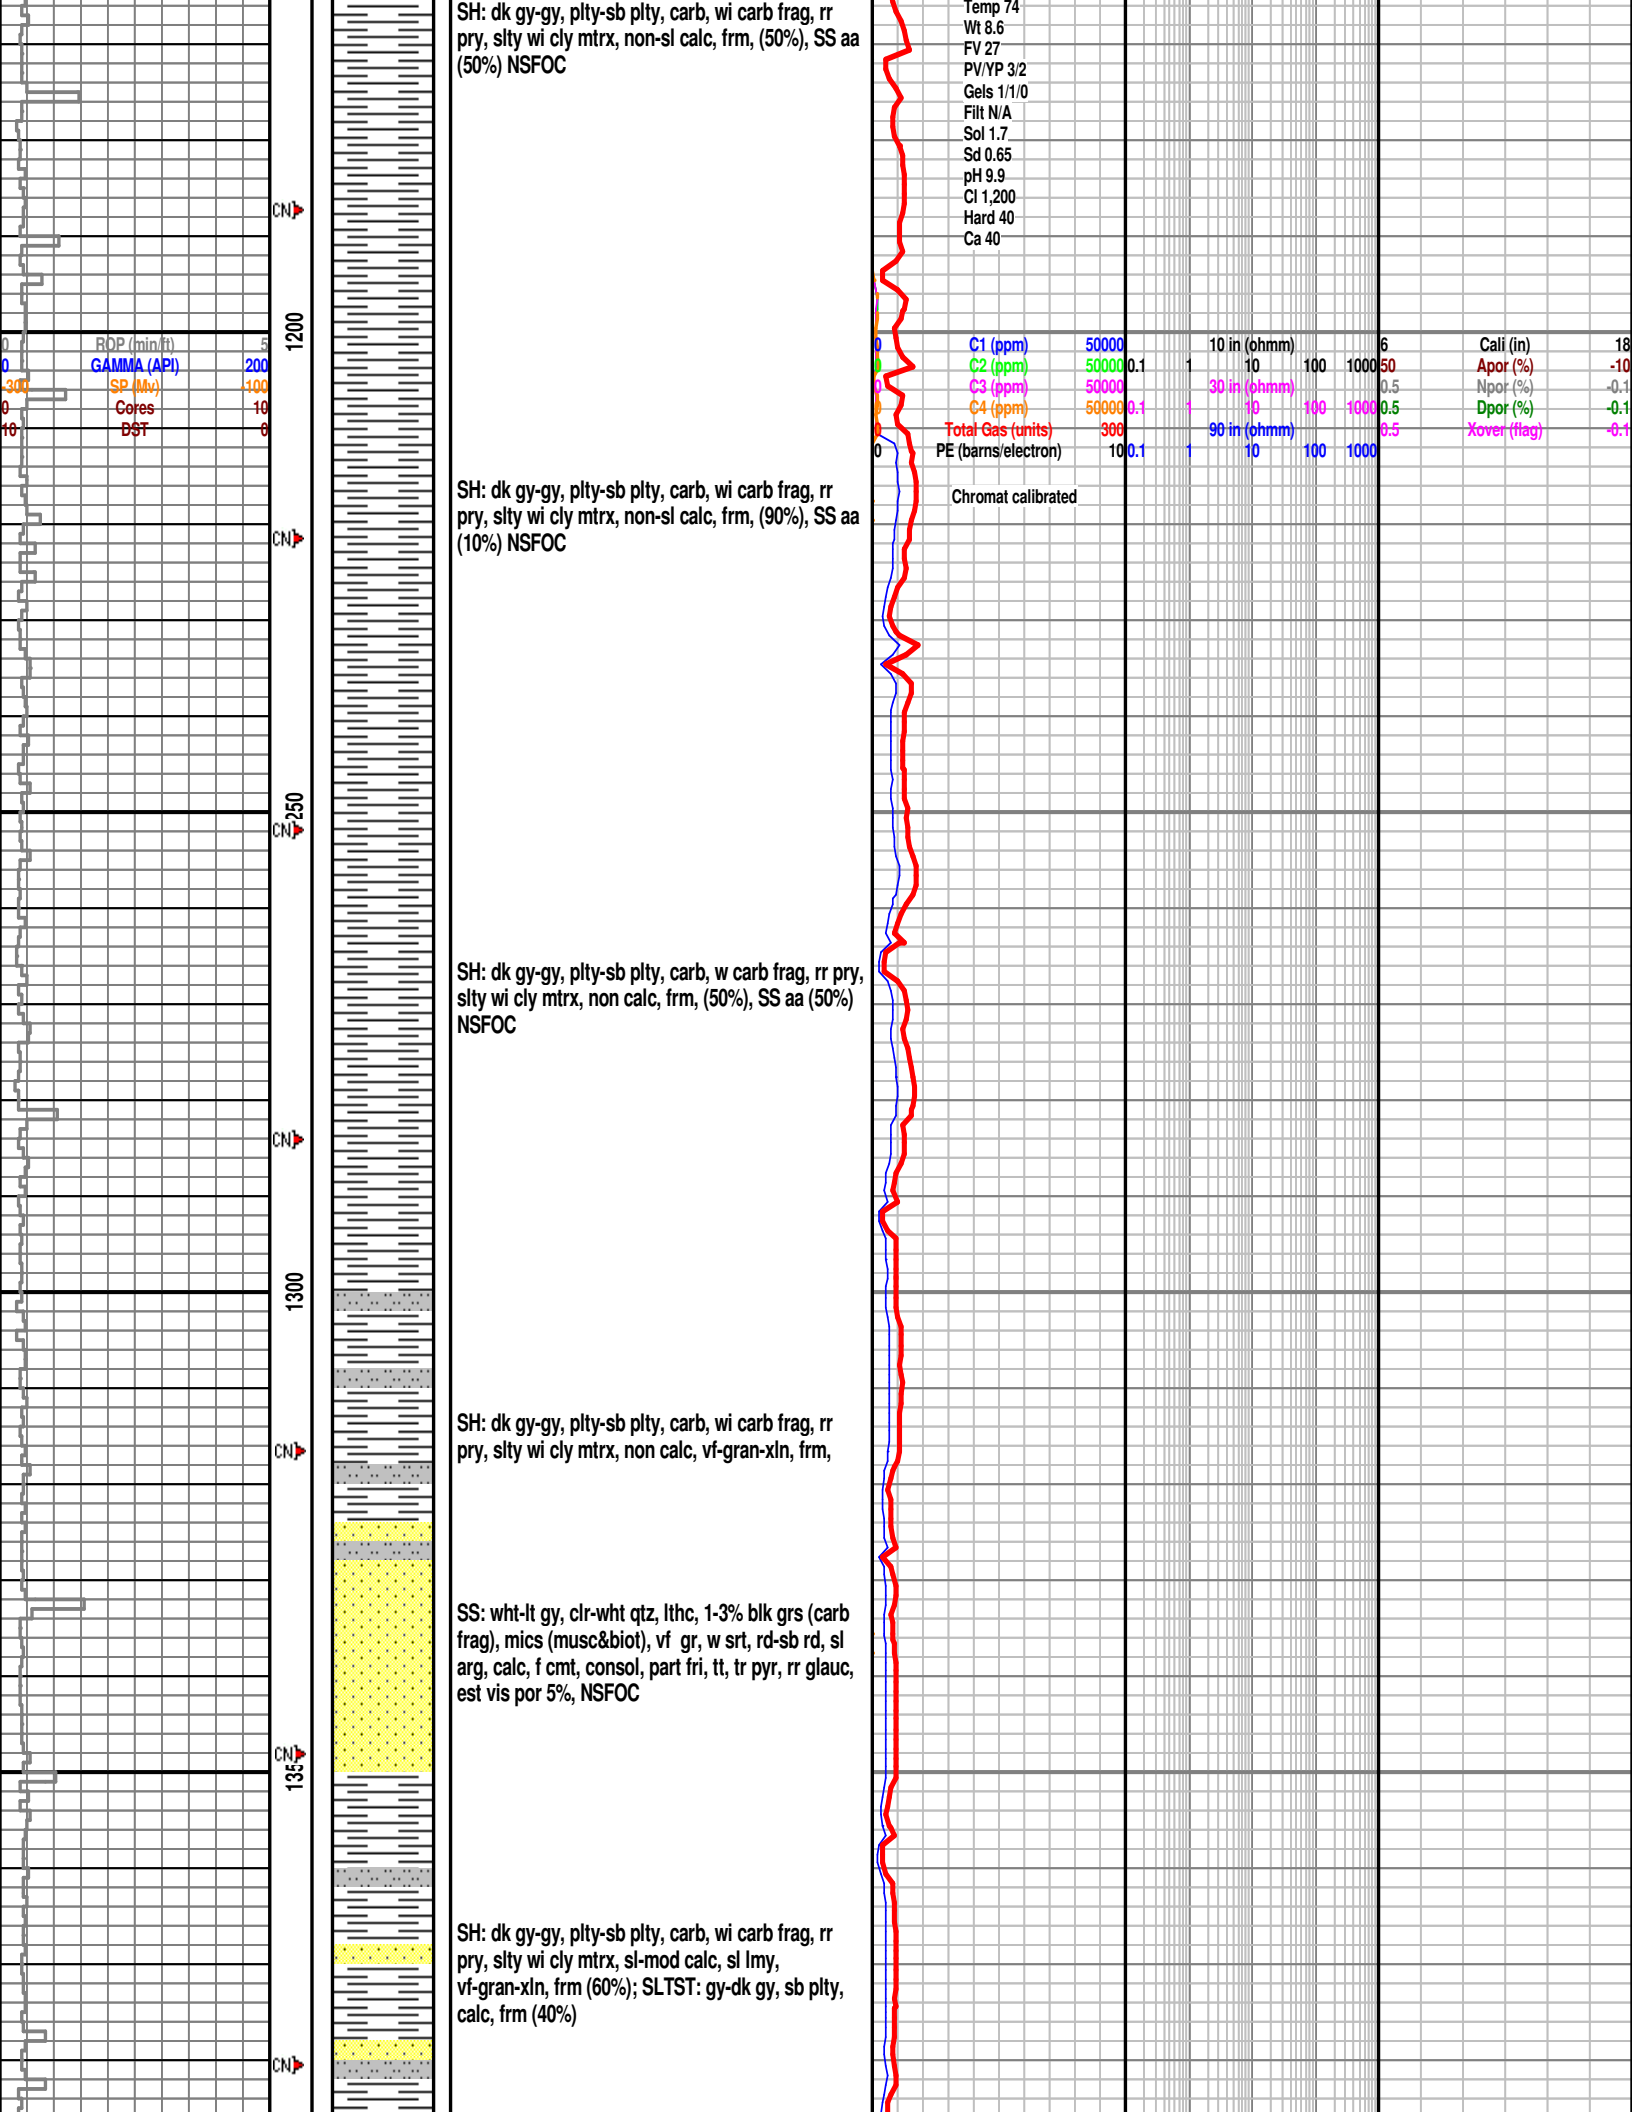 SH: dk gy-gy, plty-sb plty, carb, wi carb frag, rr
pry, slty wi cly mtrx, non-sl calc, frm, (50%), SS aa
(50%) NSFOC
Temp 74
Wt 8.6
FV 27
PV/YP 3/2
Gels 1/1/0
Filt N/A
Sol 1.7
Sd 0.65
pH 9.9
Cl 1,200
Hard 40
Ca 40
CN
1200
0 ROP (min/ft) 5
0 GAMMA (API) 200
-300 SP (Mv) -100
0 Cores 10
10 DST 0
0 C1 (ppm) 50000
0 C2 (ppm) 50000
0 C3 (ppm) 50000
0 C4 (ppm) 50000
0 Total Gas (units) 300
0 PE (barns/electron) 10
10 in (ohmm)
0.1 1 10 100 1000
30 in (ohmm)
0.1 1 10 100 1000
90 in (ohmm)
0.1 1 10 100 1000
6 Cali (in) 18
50 Apor (%) -10
0.5 Npor (%) -0.1
0.5 Dpor (%) -0.1
0.5 Xover (flag) -0.1
SH: dk gy-gy, plty-sb plty, carb, wi carb frag, rr
pry, slty wi cly mtrx, non-sl calc, frm, (90%), SS aa
(10%) NSFOC
Chromat calibrated
CN
250
CN
SH: dk gy-gy, plty-sb plty, carb, w carb frag, rr pry,
slty wi cly mtrx, non calc, frm, (50%), SS aa (50%)
NSFOC
CN
1300
SH: dk gy-gy, plty-sb plty, carb, wi carb frag, rr
pry, slty wi cly mtrx, non calc, vf-gran-xln, frm,
CN
SS: wht-lt gy, clr-wht qtz, lthc, 1-3% blk grs (carb
frag), mics (musc&biot), vf gr, w srt, rd-sb rd, sl
arg, calc, f cmt, consol, part fri, tt, tr pyr, rr glauc,
est vis por 5%, NSFOC
CN
135
SH: dk gy-gy, plty-sb plty, carb, wi carb frag, rr
pry, slty wi cly mtrx, sl-mod calc, sl lmy,
vf-gran-xln, frm (60%); SLTST: gy-dk gy, sb plty,
calc, frm (40%)
CN